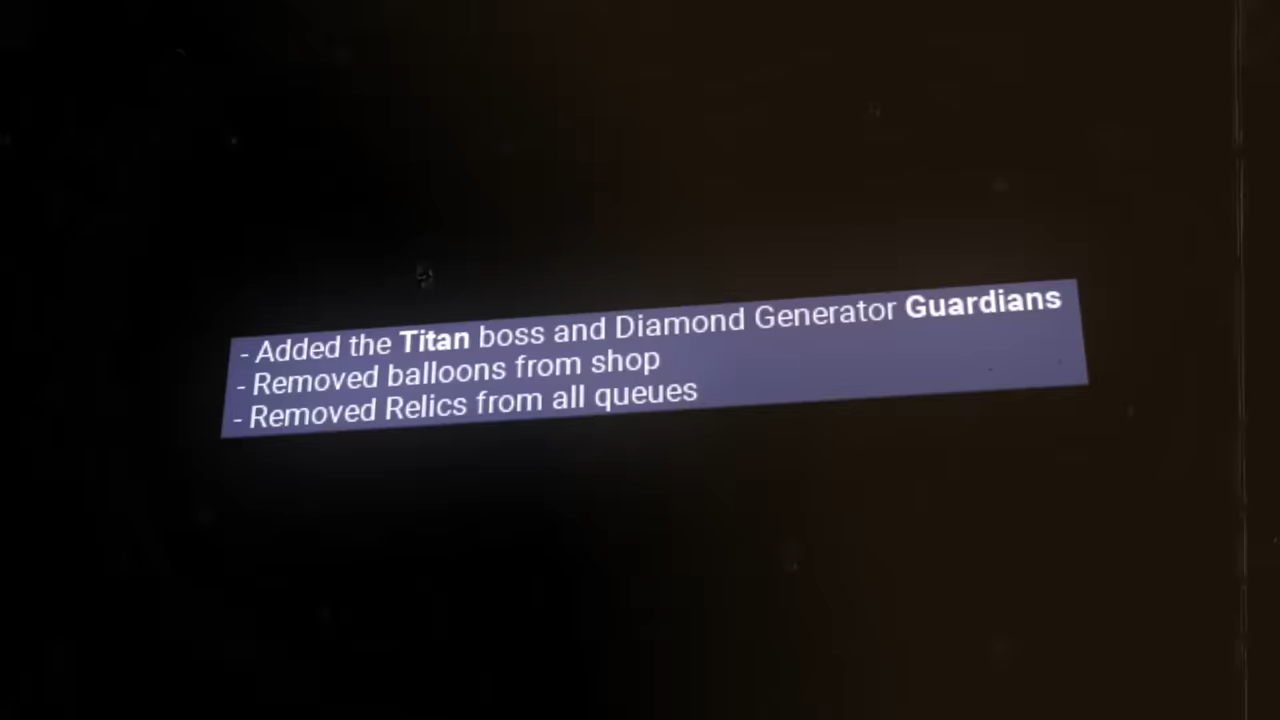 - Added the Titan boss and Diamond Generator Guardians
- Removed balloons from shop
- Removed Relics from all queues